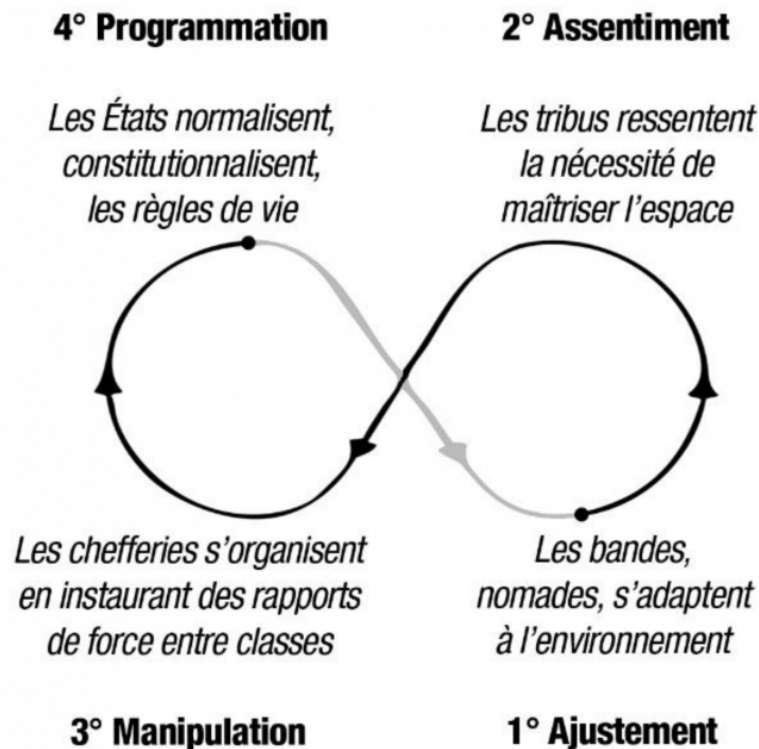 4° Programmation
2° Assentiment
Les États normalisent,
constitutionnalisent,
les règles de vie
Les tribus ressentent
la nécessité de
maîtriser l’espace
Les chefferies s’organisent
en instaurant des rapports
de force entre classes
Les bandes,
nomades, s’adaptent
à l’environnement
3° Manipulation
1° Ajustement